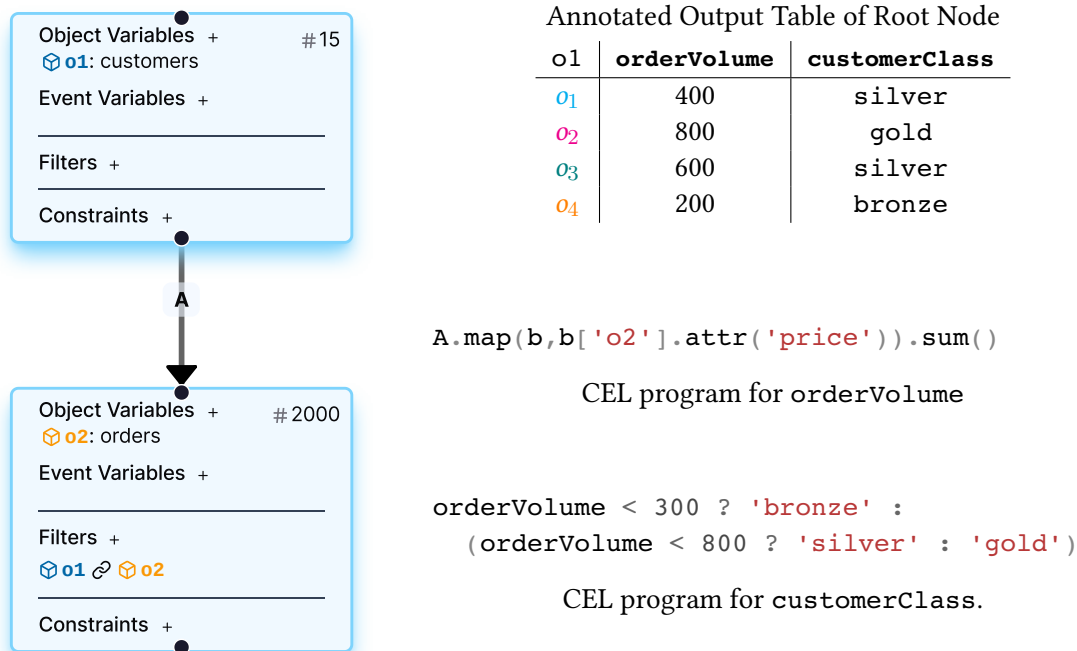 Object Variables + #15
o1: customers
Event Variables +
Filters +
Constraints +
A
Object Variables + #2000
o2: orders
Event Variables +
Filters +
o1 o2
Constraints +
Annotated Output Table of Root Node
o1 orderVolume customerClass
o1 400 silver
o2 800 gold
o3 600 silver
o4 200 bronze
A.map(b,b['o2'].attr('price')).sum()
CEL program for orderVolume
orderVolume < 300 ? 'bronze' :
(orderVolume < 800 ? 'silver' : 'gold')
CEL program for customerClass.